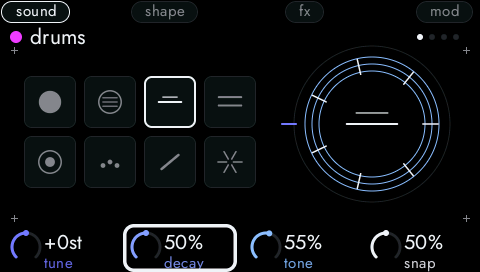 sound shape fx mod
drums
+0st 50% 55% 50%
tune decay tone snap